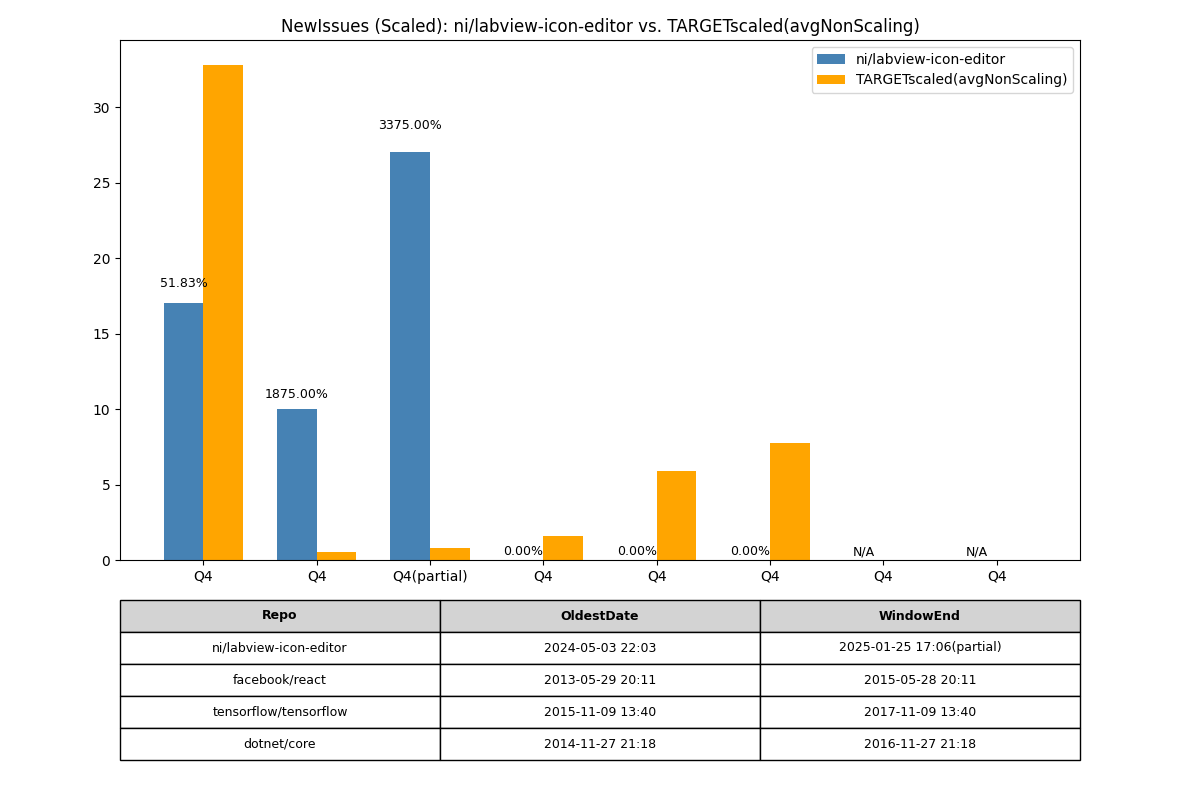 NewIssues (Scaled): ni/labview-icon-editor vs. TARGETscaled(avgNonScaling)
ni/labview-icon-editor
TARGETscaled(avgNonScaling)
30
25
20
15
10
5
0
51.83%
1875.00%
3375.00%
0.00%
0.00%
0.00%
N/A
N/A
Q4 Q4 Q4(partial) Q4 Q4 Q4 Q4 Q4
Repo OldestDate WindowEnd
ni/labview-icon-editor 2024-05-03 22:03 2025-01-25 17:06(partial)
facebook/react 2013-05-29 20:11 2015-05-28 20:11
tensorflow/tensorflow 2015-11-09 13:40 2017-11-09 13:40
dotnet/core 2014-11-27 21:18 2016-11-27 21:18